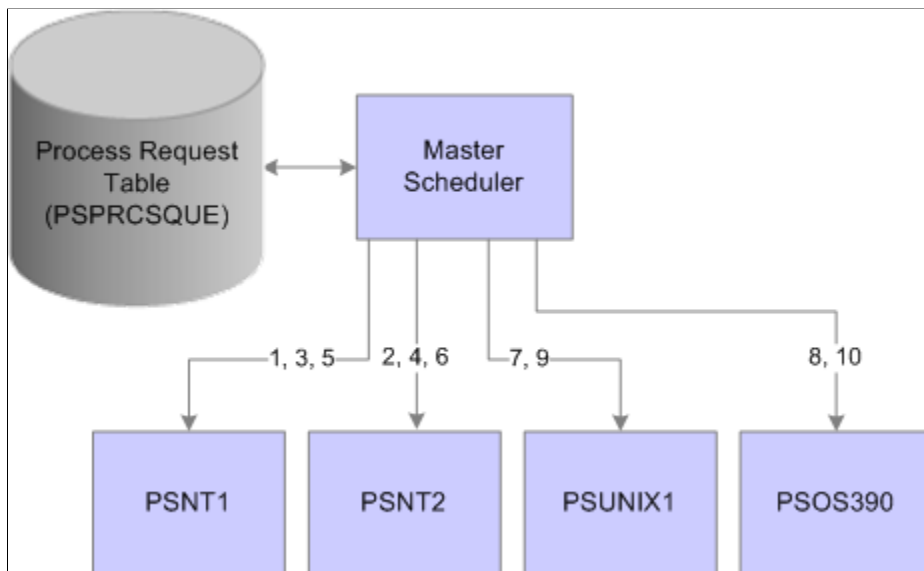 Process Request
Table
(PSPRCSQUE)
Master
Scheduler
1, 3, 5
2, 4, 6
7, 9
8, 10
PSNT1
PSNT2
PSUNIX1
PSOS390